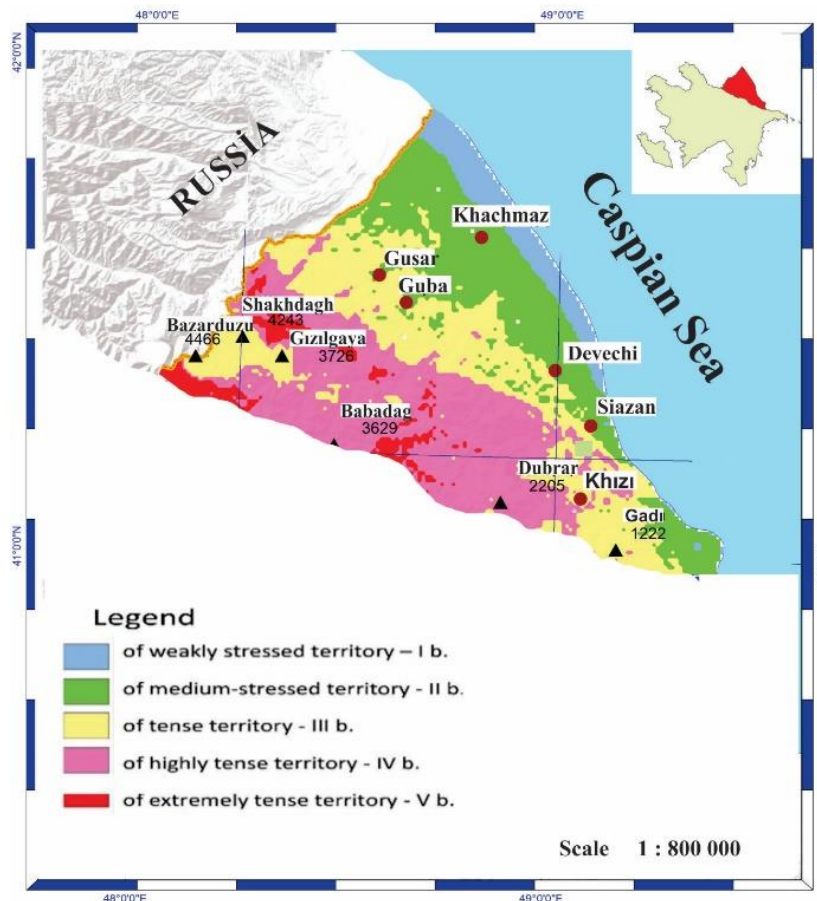 48°0'0"E
49°0'0"E
42°0'0"N
RUSSİA
Caspian Sea
Khachmaz
Gusar
Guba
Shakhdagh
4243
Bazarduzu
4466
Gızılgaya
3726
Devechi
Babadag
3629
Siazan
Dubrar
2205
Khızı
Gadı
1222
41°0'0"N
Legend
of weakly stressed territory – I b.
of medium-stressed territory - II b.
of tense territory - III b.
of highly tense territory - IV b.
of extremely tense territory - V b.
Scale 1 : 800 000
48°0'0"E
49°0'0"E